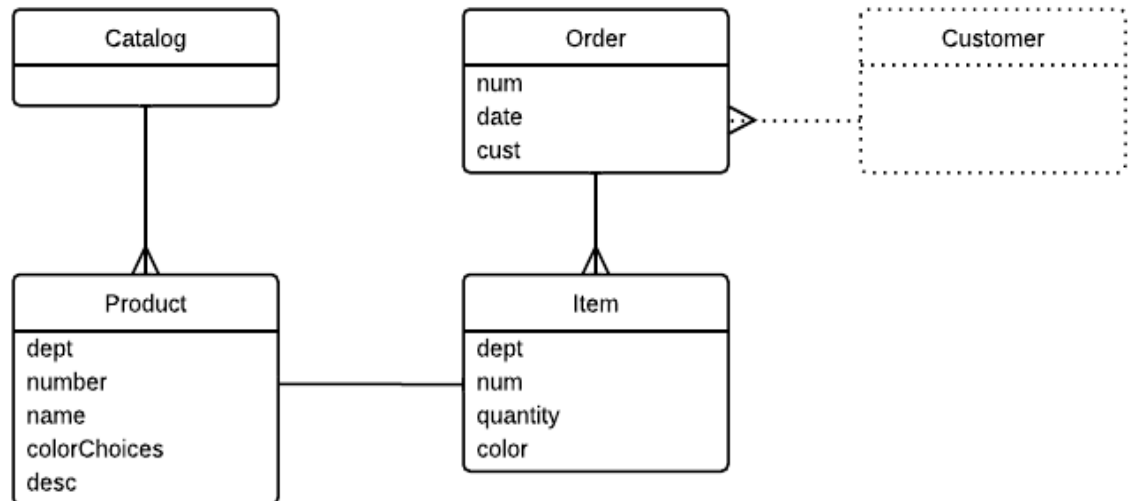 Catalog
Order
num
date
cust
Customer
Product
dept
number
name
colorChoices
desc
Item
dept
num
quantity
color